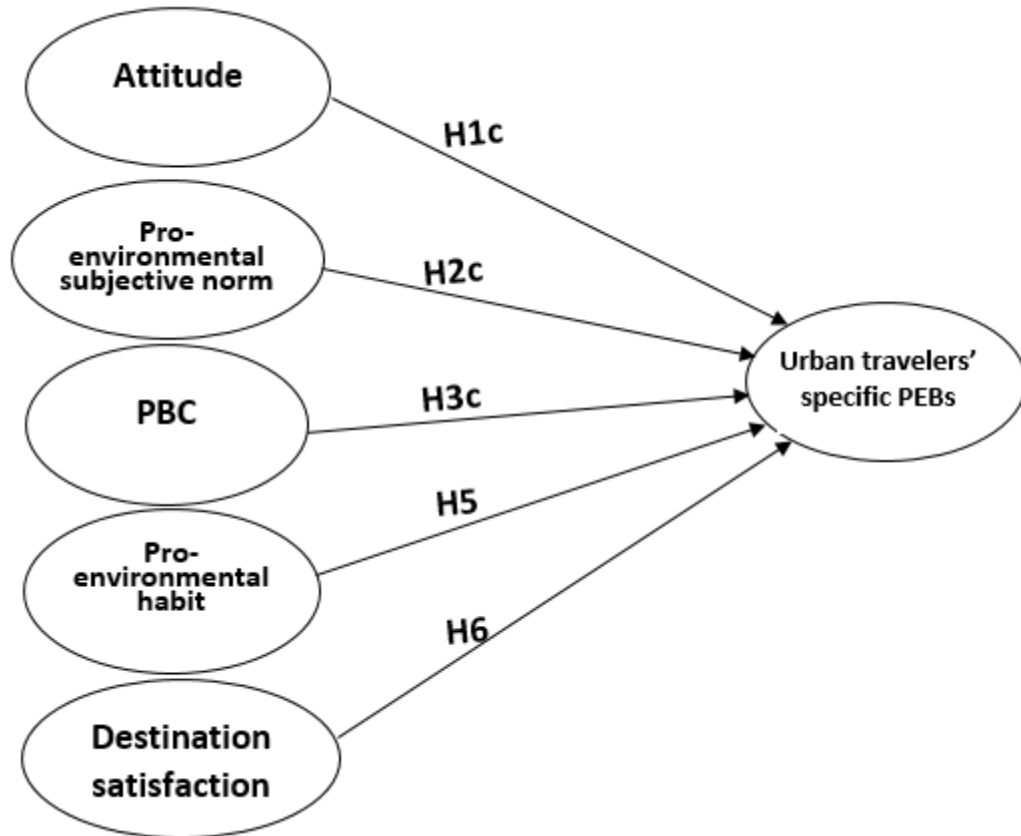 Attitude
H1c
Pro-
environmental
subjective norm
H2c
PBC
H3c
Urban travelers’
specific PEBs
Pro-
environmental
habit
H5
Destination
satisfaction
H6